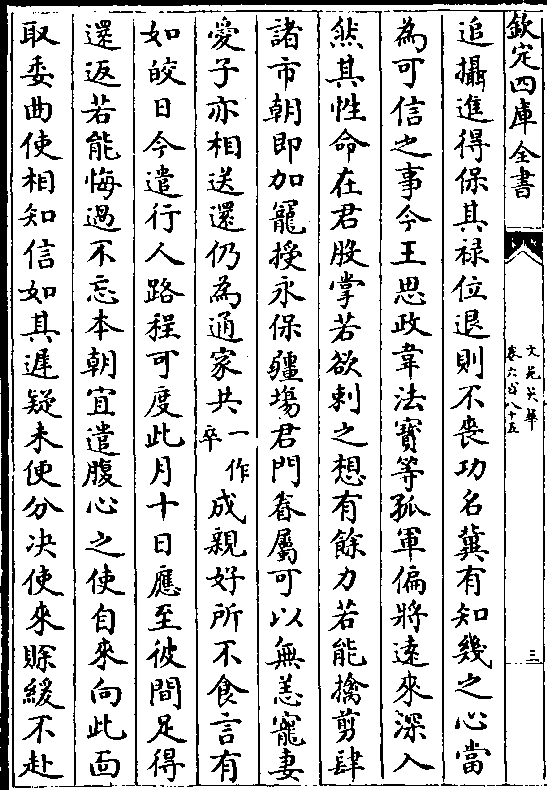 欽定四庫全書
文苑英華
卷六百八十五
三
追攝進得保其禄位退則不喪功名冀有知幾之心當
為可信之事今王思政韋法寳等孤軍偏將遠來深入
然其性命在君股掌若欲剌之想有餘力若能擒剪肆
諸市朝即加寵授永保疆塲君門眷屬可以無恙寵妻
愛子亦相送還仍為通家共一作卒成親好所不食言有
如皎日今遣行人路程可度此月十日應至彼間足得
還返若能悔過不忘本朝宜遣腹心之使自來向此面
取委曲使相知信如其遲疑未便分决使來賖緩不赴